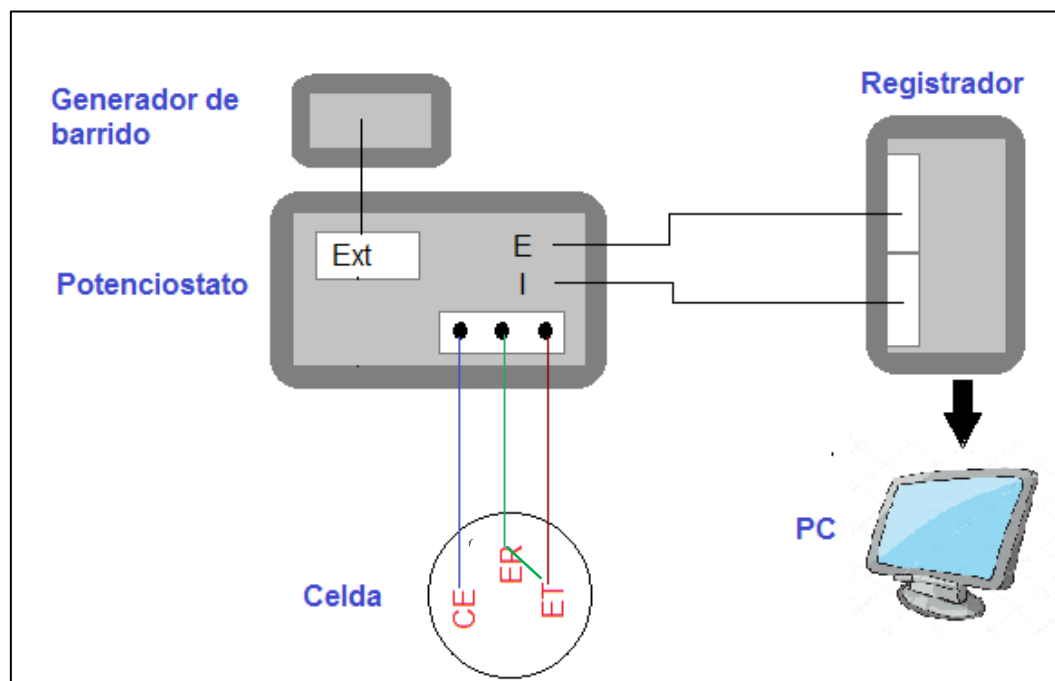 Generador de
barrido
Registrador
Ext
E
I
Potenciostato
PC
Celda
CE
ER
ET